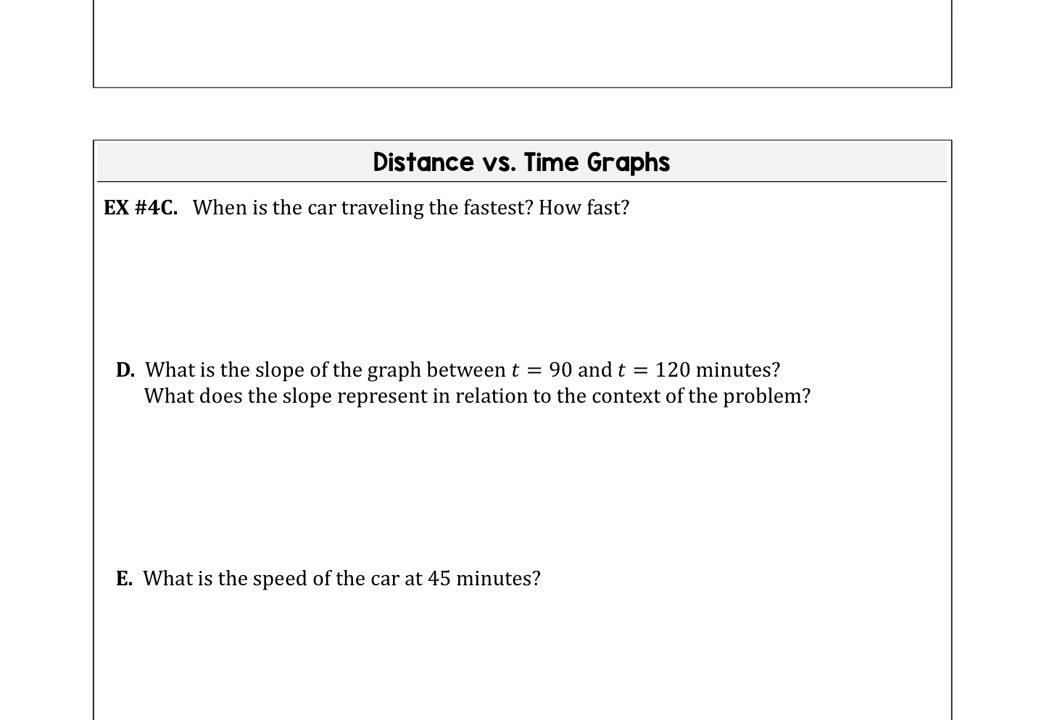 Distance vs. Time Graphs
EX #4C. When is the car traveling the fastest? How fast?
D. What is the slope of the graph between t = 90 and t = 120 minutes?
What does the slope represent in relation to the context of the problem?
E. What is the speed of the car at 45 minutes?